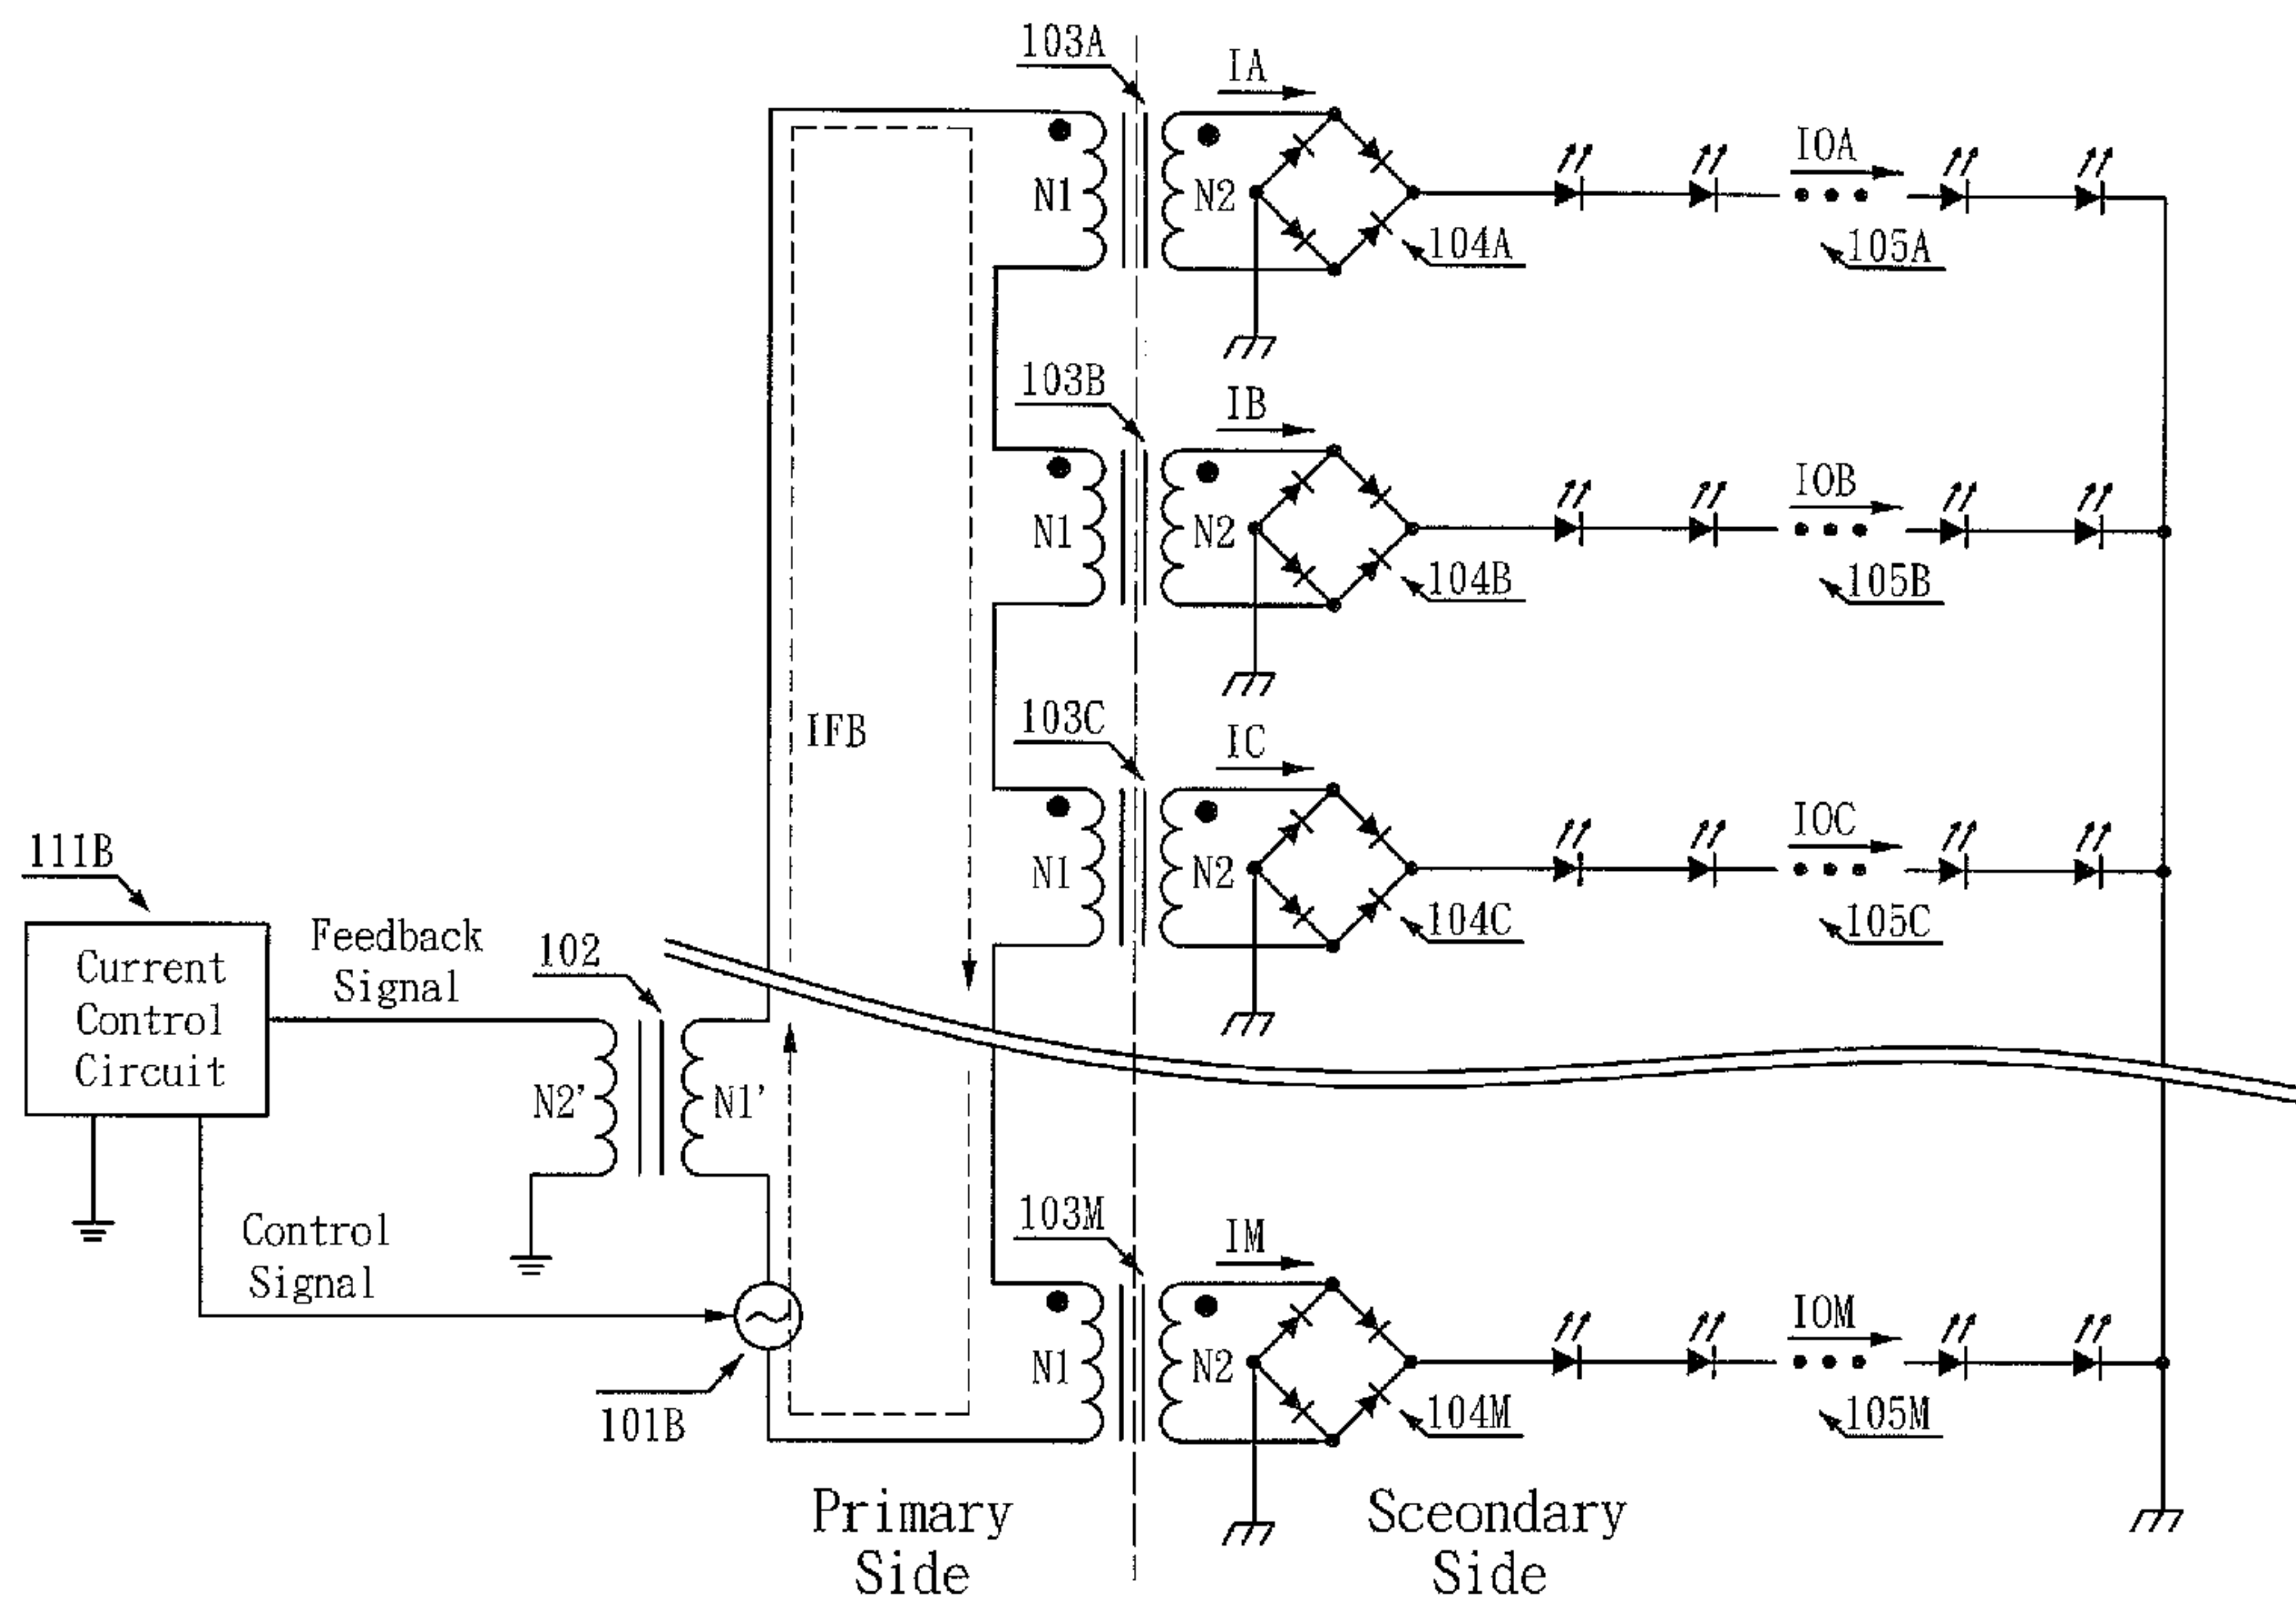 103A
IA
IOA
N1
N2
104A
105A
103B
IB
IOB
N1
N2
104B
105B
IFB
103C
IC
IOC
N1
N2
104C
105C
111B
Current
Control
Circuit
Feedback
Signal
102
N2'
N1'
Control
Signal
101B
103M
IM
IOM
N1
N2
104M
105M
Primary
Side
Sceondary
Side